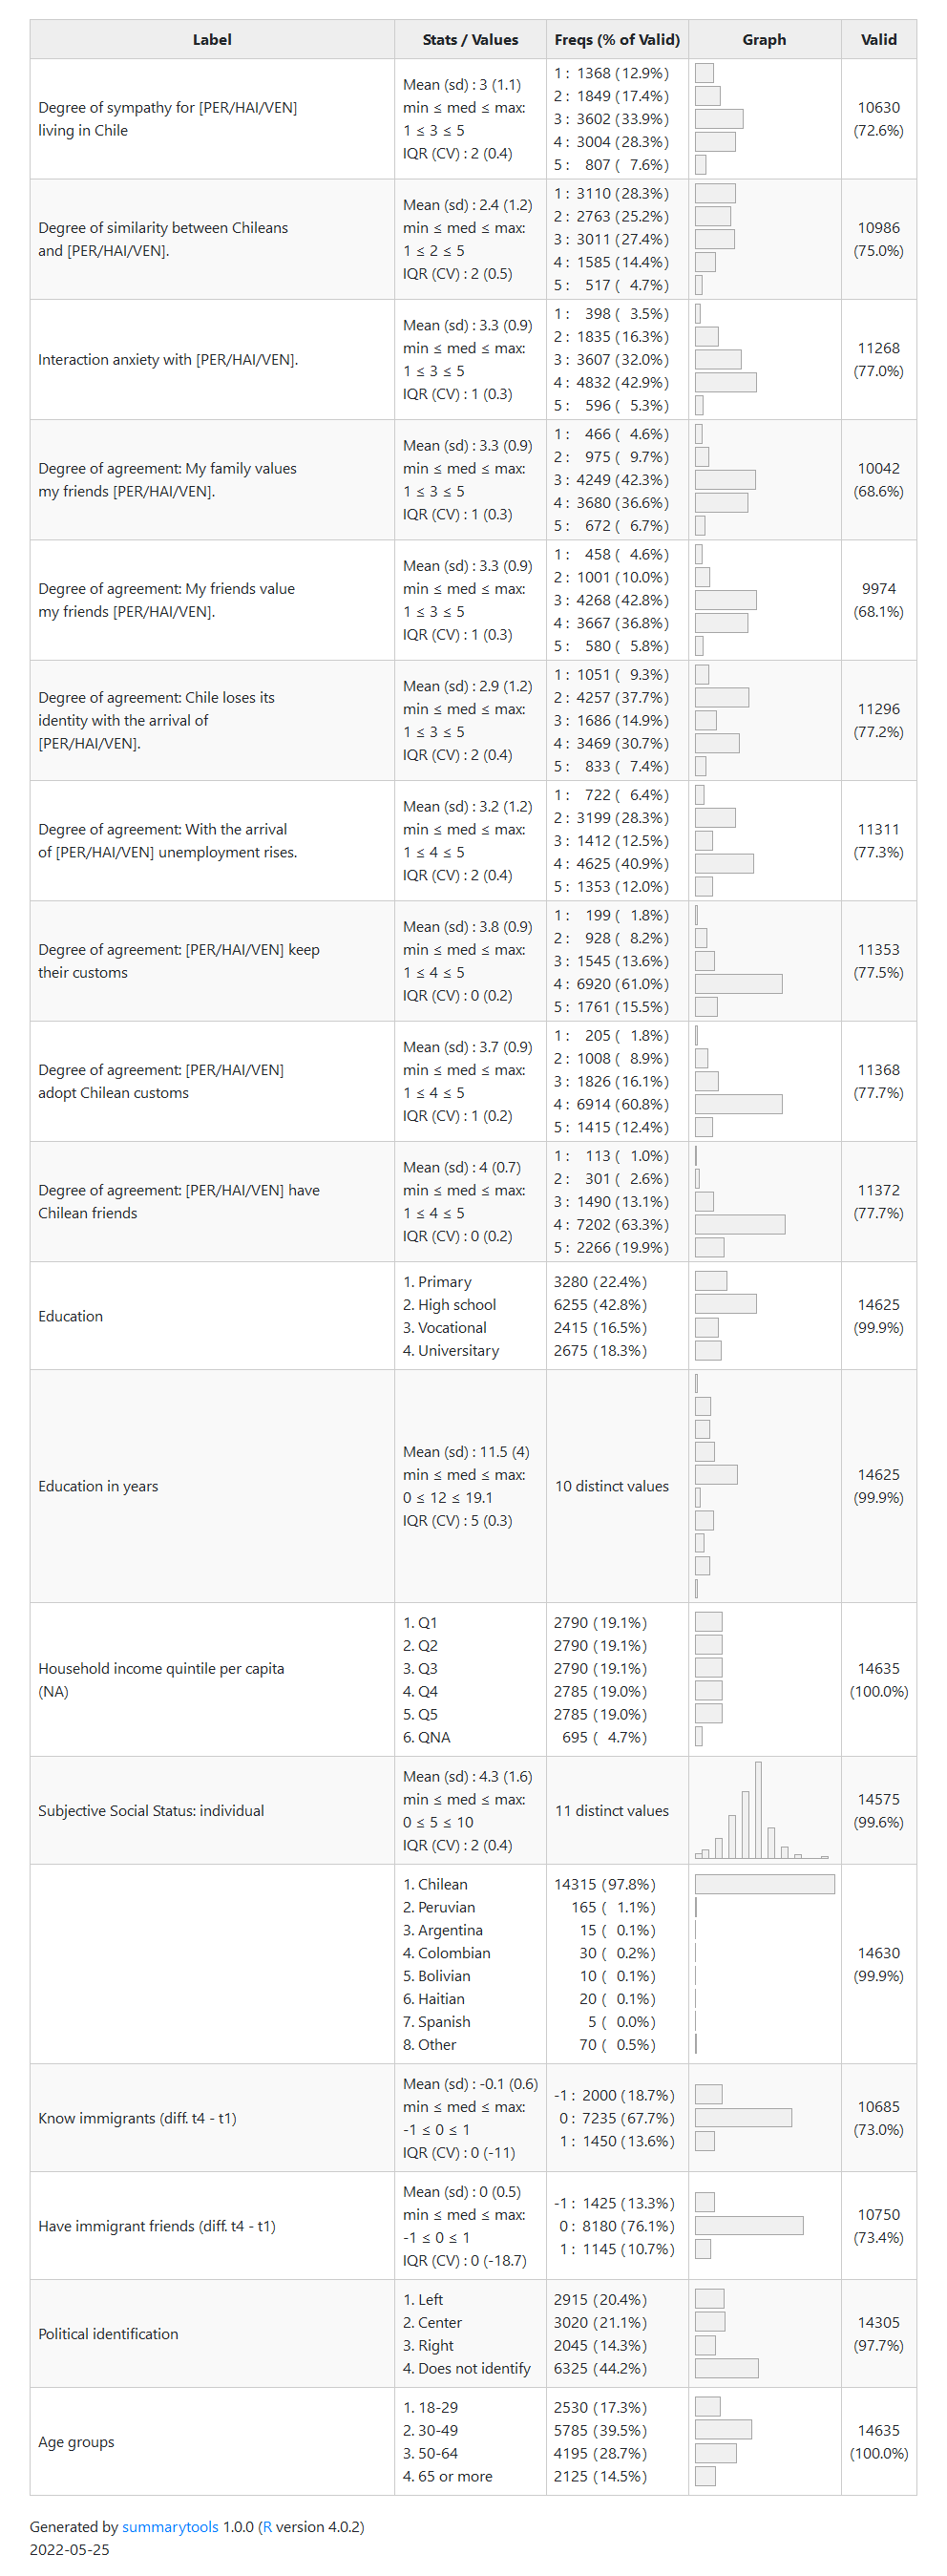 Label Stats / Values Freqs (% of Valid) Graph Valid
Degree of sympathy for [PER/HAI/VEN]
living in Chile
Mean (sd) : 3 (1.1)
min ≤ med ≤ max:
1 ≤ 3 ≤ 5
IQR (CV) : 2 (0.4)
1 : 1368 (12.9%)
2 : 1849 (17.4%)
3 : 3602 (33.9%)
4 : 3004 (28.3%)
5 : 807 ( 7.6%)
10630
(72.6%)
Degree of similarity between Chileans
and [PER/HAI/VEN].
Mean (sd) : 2.4 (1.2)
min ≤ med ≤ max:
1 ≤ 2 ≤ 5
IQR (CV) : 2 (0.5)
1 : 3110 (28.3%)
2 : 2763 (25.2%)
3 : 3011 (27.4%)
4 : 1585 (14.4%)
5 : 517 ( 4.7%)
10986
(75.0%)
Interaction anxiety with [PER/HAI/VEN].
Mean (sd) : 3.3 (0.9)
min ≤ med ≤ max:
1 ≤ 3 ≤ 5
IQR (CV) : 1 (0.3)
1 : 398 ( 3.5%)
2 : 1835 (16.3%)
3 : 3607 (32.0%)
4 : 4832 (42.9%)
5 : 596 ( 5.3%)
11268
(77.0%)
Degree of agreement: My family values
my friends [PER/HAI/VEN].
Mean (sd) : 3.3 (0.9)
min ≤ med ≤ max:
1 ≤ 3 ≤ 5
IQR (CV) : 1 (0.3)
1 : 466 ( 4.6%)
2 : 975 ( 9.7%)
3 : 4249 (42.3%)
4 : 3680 (36.6%)
5 : 672 ( 6.7%)
10042
(68.6%)
Degree of agreement: My friends value
my friends [PER/HAI/VEN].
Mean (sd) : 3.3 (0.9)
min ≤ med ≤ max:
1 ≤ 3 ≤ 5
IQR (CV) : 1 (0.3)
1 : 458 ( 4.6%)
2 : 1001 (10.0%)
3 : 4268 (42.8%)
4 : 3667 (36.8%)
5 : 580 ( 5.8%)
9974
(68.1%)
Degree of agreement: Chile loses its
identity with the arrival of
[PER/HAI/VEN].
Mean (sd) : 2.9 (1.2)
min ≤ med ≤ max:
1 ≤ 3 ≤ 5
IQR (CV) : 2 (0.4)
1 : 1051 ( 9.3%)
2 : 4257 (37.7%)
3 : 1686 (14.9%)
4 : 3469 (30.7%)
5 : 833 ( 7.4%)
11296
(77.2%)
Degree of agreement: With the arrival
of [PER/HAI/VEN] unemployment rises.
Mean (sd) : 3.2 (1.2)
min ≤ med ≤ max:
1 ≤ 4 ≤ 5
IQR (CV) : 2 (0.4)
1 : 722 ( 6.4%)
2 : 3199 (28.3%)
3 : 1412 (12.5%)
4 : 4625 (40.9%)
5 : 1353 (12.0%)
11311
(77.3%)
Degree of agreement: [PER/HAI/VEN] keep
their customs
Mean (sd) : 3.8 (0.9)
min ≤ med ≤ max:
1 ≤ 4 ≤ 5
IQR (CV) : 0 (0.2)
1 : 199 ( 1.8%)
2 : 928 ( 8.2%)
3 : 1545 (13.6%)
4 : 6920 (61.0%)
5 : 1761 (15.5%)
11353
(77.5%)
Degree of agreement: [PER/HAI/VEN]
adopt Chilean customs
Mean (sd) : 3.7 (0.9)
min ≤ med ≤ max:
1 ≤ 4 ≤ 5
IQR (CV) : 1 (0.2)
1 : 205 ( 1.8%)
2 : 1008 ( 8.9%)
3 : 1826 (16.1%)
4 : 6914 (60.8%)
5 : 1415 (12.4%)
11368
(77.7%)
Degree of agreement: [PER/HAI/VEN] have
Chilean friends
Mean (sd) : 4 (0.7)
min ≤ med ≤ max:
1 ≤ 4 ≤ 5
IQR (CV) : 0 (0.2)
1 : 113 ( 1.0%)
2 : 301 ( 2.6%)
3 : 1490 (13.1%)
4 : 7202 (63.3%)
5 : 2266 (19.9%)
11372
(77.7%)
Education
1. Primary
2. High school
3. Vocational
4. Universitary
3280 (22.4%)
6255 (42.8%)
2415 (16.5%)
2675 (18.3%)
14625
(99.9%)
Education in years
Mean (sd) : 11.5 (4)
min ≤ med ≤ max:
0 ≤ 12 ≤ 19.1
IQR (CV) : 5 (0.3)
10 distinct values
14625
(99.9%)
Household income quintile per capita
(NA)
1. Q1
2. Q2
3. Q3
4. Q4
5. Q5
6. QNA
2790 (19.1%)
2790 (19.1%)
2790 (19.1%)
2785 (19.0%)
2785 (19.0%)
695 ( 4.7%)
14635
(100.0%)
Subjective Social Status: individual
Mean (sd) : 4.3 (1.6)
min ≤ med ≤ max:
0 ≤ 5 ≤ 10
IQR (CV) : 2 (0.4)
11 distinct values
14575
(99.6%)
1. Chilean
2. Peruvian
3. Argentina
4. Colombian
5. Bolivian
6. Haitian
7. Spanish
8. Other
14315 (97.8%)
165 ( 1.1%)
15 ( 0.1%)
30 ( 0.2%)
10 ( 0.1%)
20 ( 0.1%)
5 ( 0.0%)
70 ( 0.5%)
14630
(99.9%)
Know immigrants (diff. t4 - t1)
Mean (sd) : -0.1 (0.6)
min ≤ med ≤ max:
-1 ≤ 0 ≤ 1
IQR (CV) : 0 (-11)
-1 : 2000 (18.7%)
0 : 7235 (67.7%)
1 : 1450 (13.6%)
10685
(73.0%)
Have immigrant friends (diff. t4 - t1)
Mean (sd) : 0 (0.5)
min ≤ med ≤ max:
-1 ≤ 0 ≤ 1
IQR (CV) : 0 (-18.7)
-1 : 1425 (13.3%)
0 : 8180 (76.1%)
1 : 1145 (10.7%)
10750
(73.4%)
Political identification
1. Left
2. Center
3. Right
4. Does not identify
2915 (20.4%)
3020 (21.1%)
2045 (14.3%)
6325 (44.2%)
14305
(97.7%)
Age groups
1. 18-29
2. 30-49
3. 50-64
4. 65 or more
2530 (17.3%)
5785 (39.5%)
4195 (28.7%)
2125 (14.5%)
14635
(100.0%)
Generated by summarytools 1.0.0 (R version 4.0.2)
2022-05-25